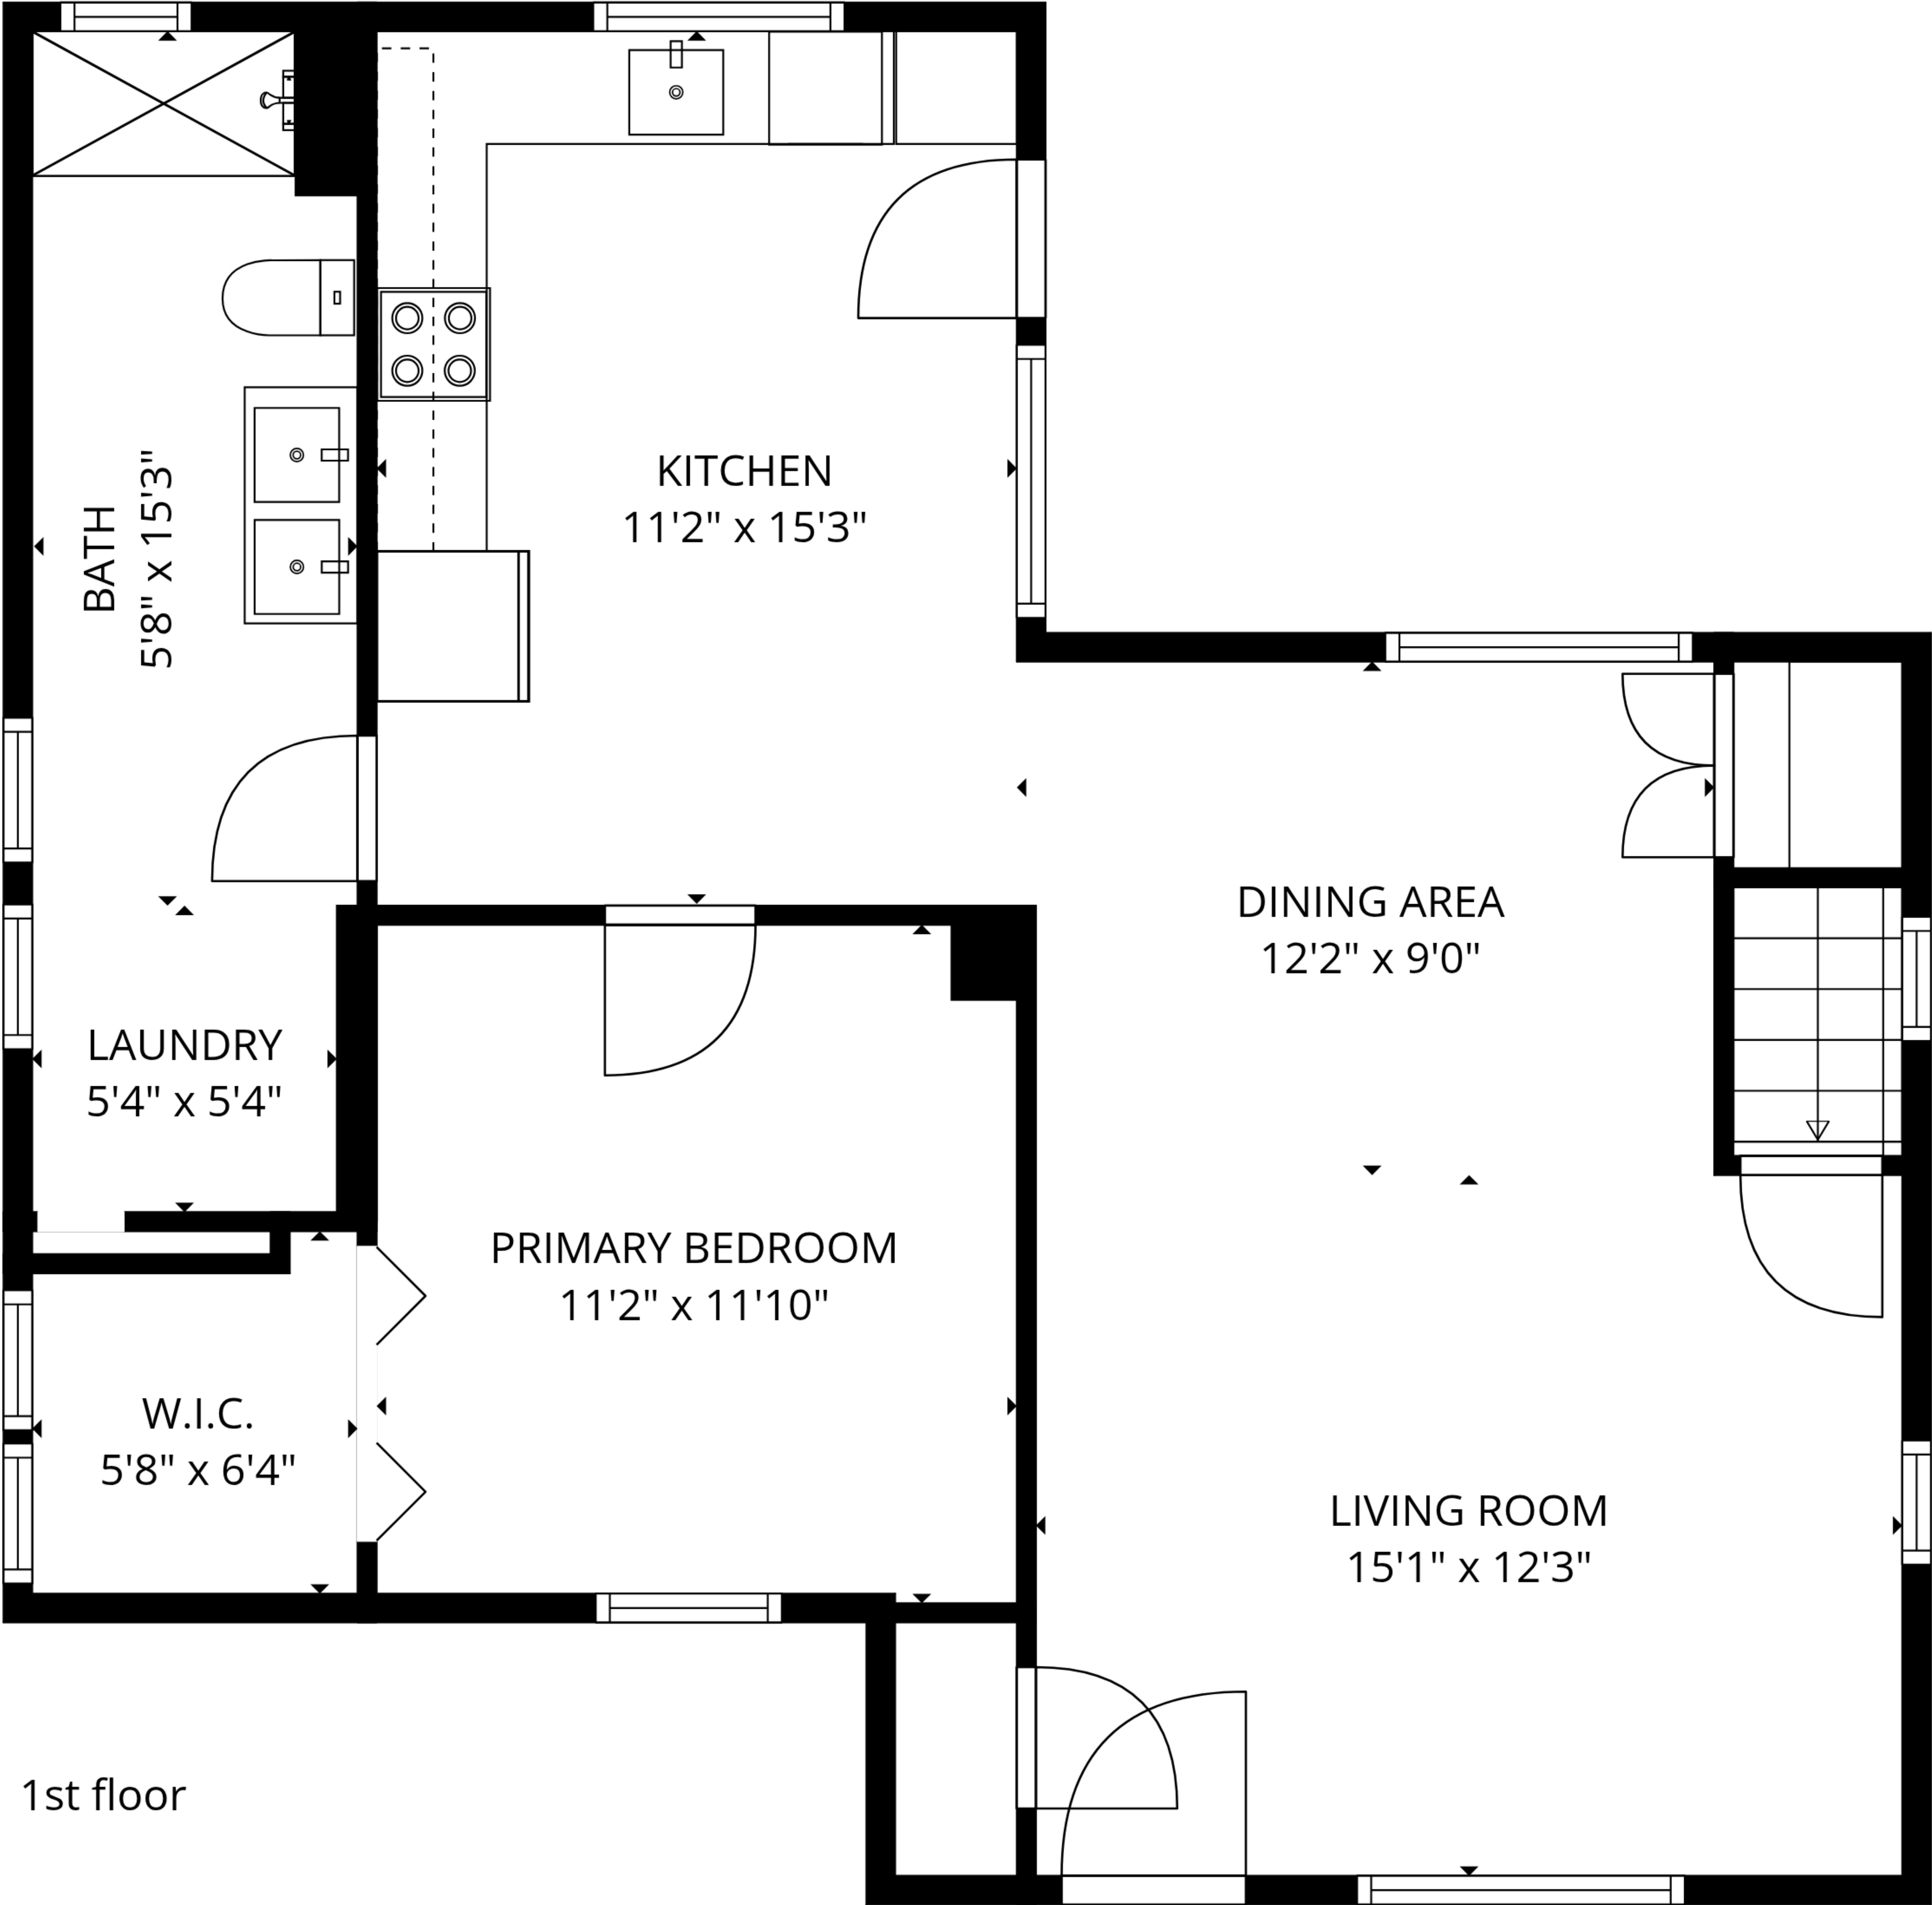 KITCHEN
11'2" x 15'3"
BATH
5'8" x 15'3"
DINING AREA
12'2" x 9'0"
LAUNDRY
5'4" x 5'4"
PRIMARY BEDROOM
11'2" x 11'10"
W.I.C.
5'8" x 6'4"
LIVING ROOM
15'1" x 12'3"
1st floor